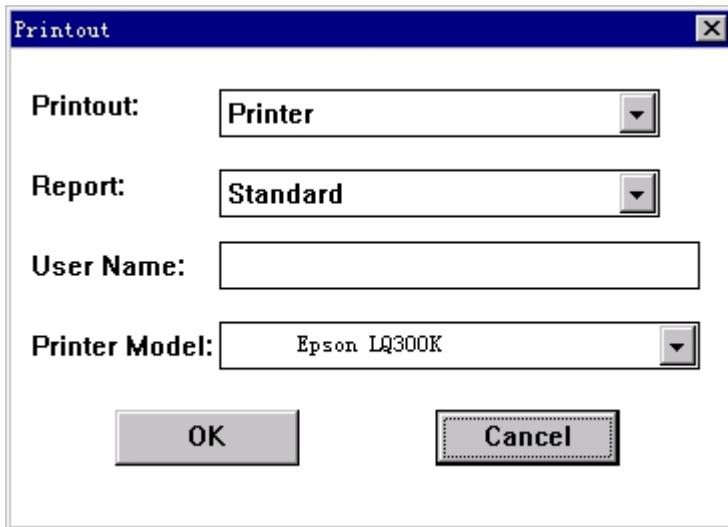 Printout
Printout: Printer
Report: Standard
User Name:
Printer Model: Epson LQ300K
OK Cancel